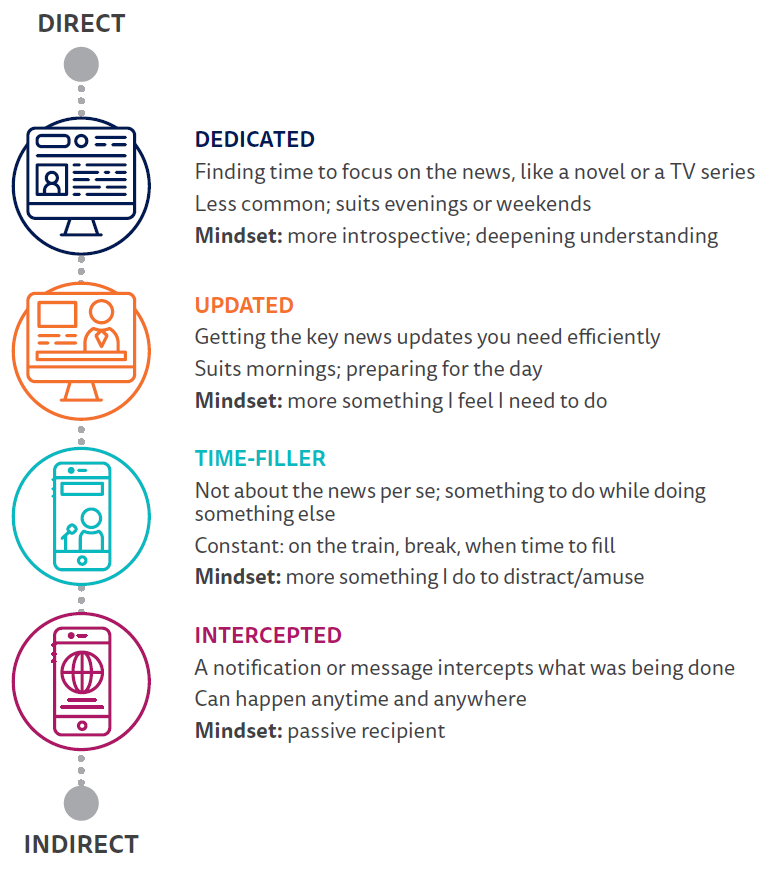 DIRECT
DEDICATED
Finding time to focus on the news, like a novel or a TV series
Less common; suits evenings or weekends
Mindset: more introspective; deepening understanding
UPDATED
Getting the key news updates you need efficiently
Suits mornings; preparing for the day
Mindset: more something I feel I need to do
TIME-FILLER
Not about the news per se; something to do while doing
something else
Constant: on the train, break, when time to fill
Mindset: more something I do to distract/amuse
INTERCEPTED
A notification or message intercepts what was being done
Can happen anytime and anywhere
Mindset: passive recipient
INDIRECT